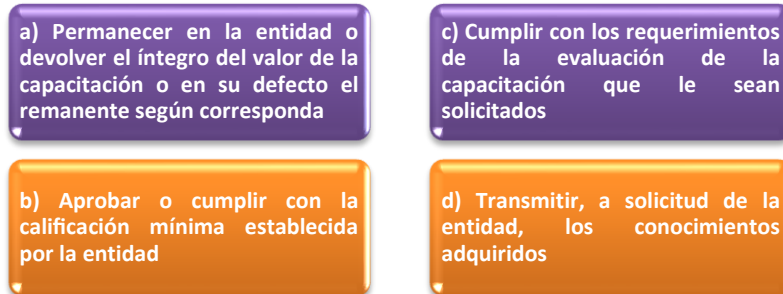 a) Permanecer en la entidad o
devolver el íntegro del valor de la
capacitación o en su defecto el
remanente según corresponda
b) Aprobar o cumplir con la
calificación mínima establecida
por la entidad
c) Cumplir con los requerimientos
de la evaluación de la
capacitación que le sean
solicitados
d) Transmitir, a solicitud de la
entidad, los conocimientos
adquiridos